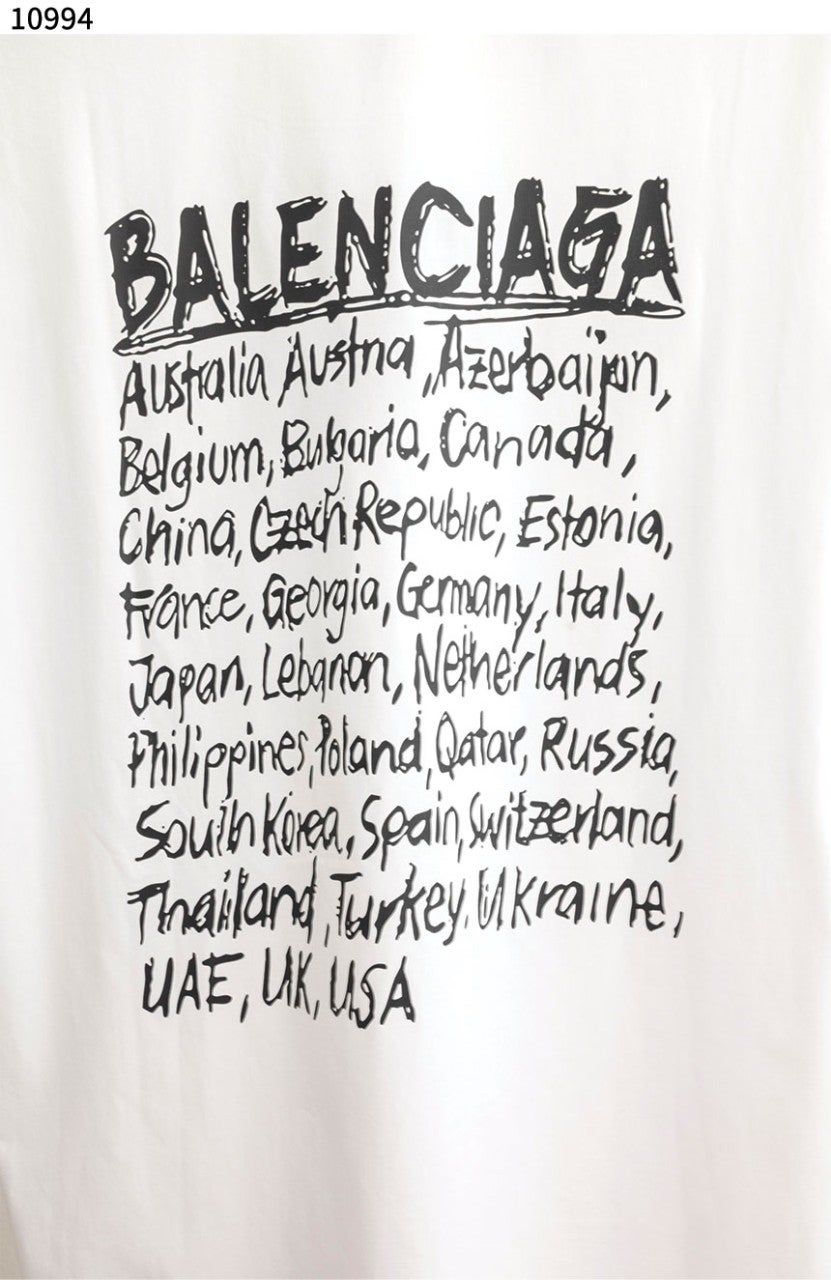 10994
BALENCIAGA
Australia Austria, Azerbaijan,
Belgium, Bulgaria, Canada,
China, Czech Republic, Estonia,
France, Georgia, Germany, Italy,
Japan, Lebanon, Netherlands,
Philippines, Poland, Qatar, Russia,
South Korea, Spain, Switzerland,
Thailand, Turkey, Ukraine,
UAE, UK, USA